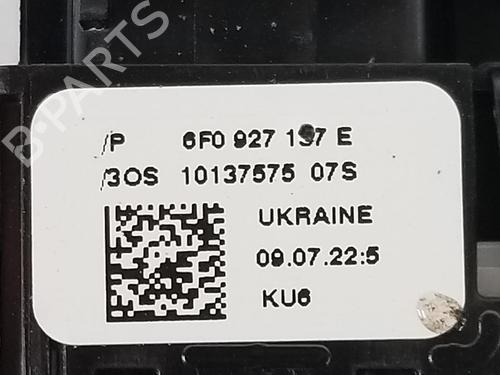 B-PARTS
/P 6F0 927 137 E
/3OS 10137575 07S
UKRAINE
09.07.22:5
KU6